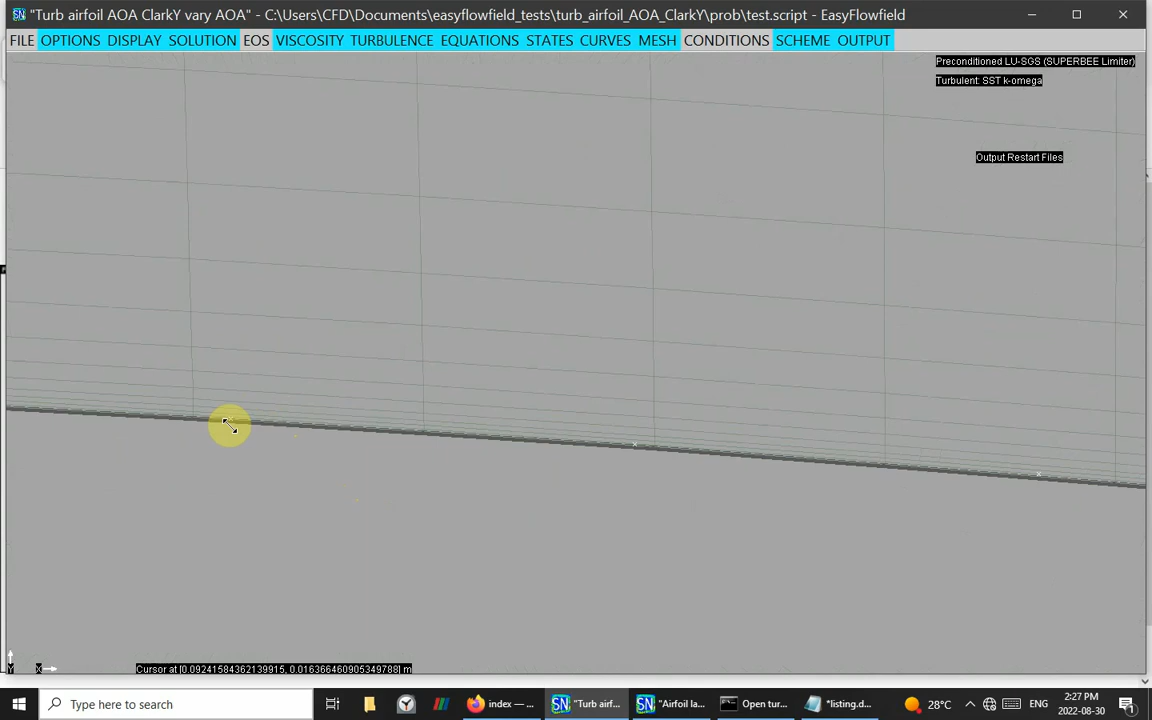 "Turb airfoil AOA ClarkY vary AOA" - C:\Users\CFD\Documents\easyflowfield_tests\turb_airfoil_AOA_ClarkY\prob\test.script - EasyFlowfield
FILE OPTIONS DISPLAY SOLUTION EOS VISCOSITY TURBULENCE EQUATIONS STATES CURVES MESH CONDITIONS SCHEME OUTPUT
Preconditioned LU-SGS (SUPERBEE Limiter)
Turbulent: SST k-omega
Output Restart Files
Y X Cursor at [0.09241584362139915, 0.016366460905349788] m
Type here to search
index — ...
"Turb airf...
"Airfoil la...
Open tur...
*listing.d...
28°C
ENG
2:27 PM
2022-08-30
1